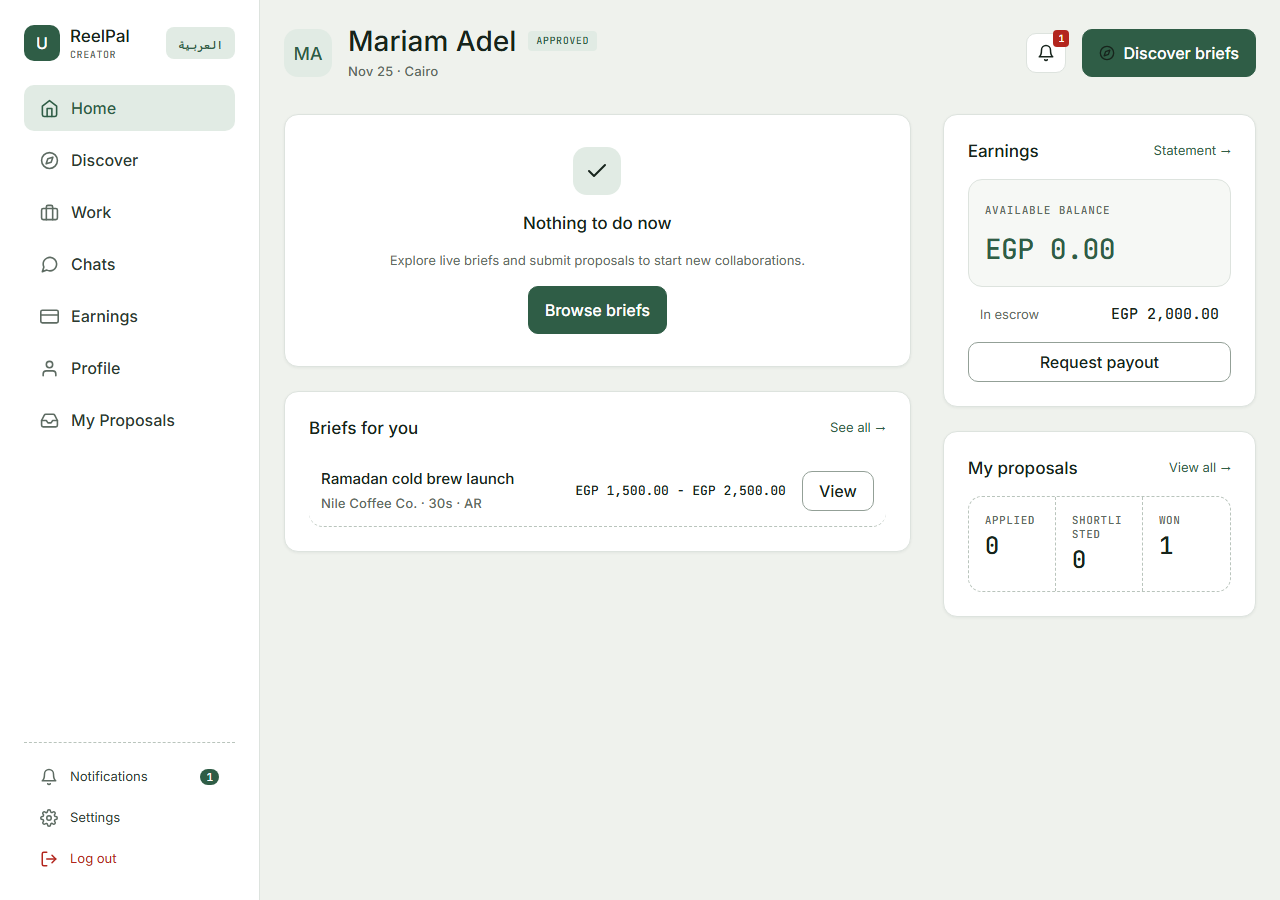 U
ReelPal
CREATOR
العربية
Home
Discover
Work
Chats
Earnings
Profile
My Proposals
Notifications
1
Settings
Log out
MA
Mariam Adel
APPROVED
Nov 25 · Cairo
1
Discover briefs
Nothing to do now
Explore live briefs and submit proposals to start new collaborations.
Browse briefs
Briefs for you
See all →
Ramadan cold brew launch
Nile Coffee Co. · 30s · AR
EGP 1,500.00 - EGP 2,500.00
View
Earnings
Statement →
AVAILABLE BALANCE
EGP 0.00
In escrow
EGP 2,000.00
Request payout
My proposals
View all →
APPLIED
0
SHORTLI
STED
0
WON
1